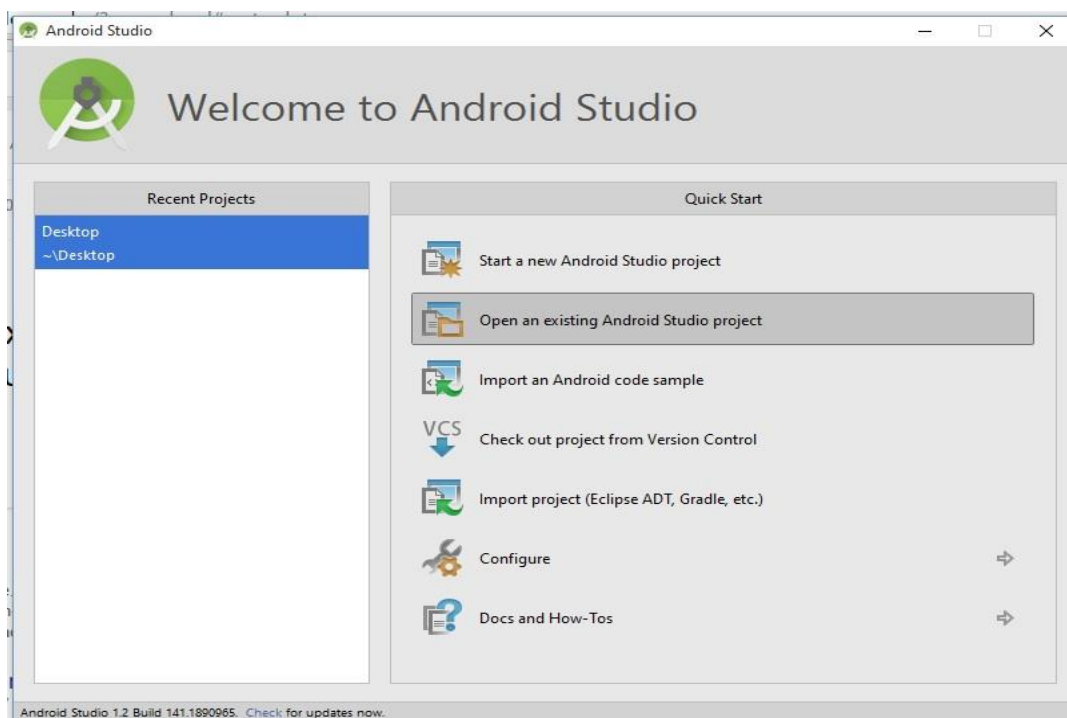 Android Studio
Welcome to Android Studio
Recent Projects
Desktop
~\Desktop
Quick Start
Start a new Android Studio project
Open an existing Android Studio project
Import an Android code sample
VCS
Check out project from Version Control
Import project (Eclipse ADT, Gradle, etc.)
Configure
Docs and How-Tos
Android Studio 1.2 Build 141.1890965. Check for updates now.